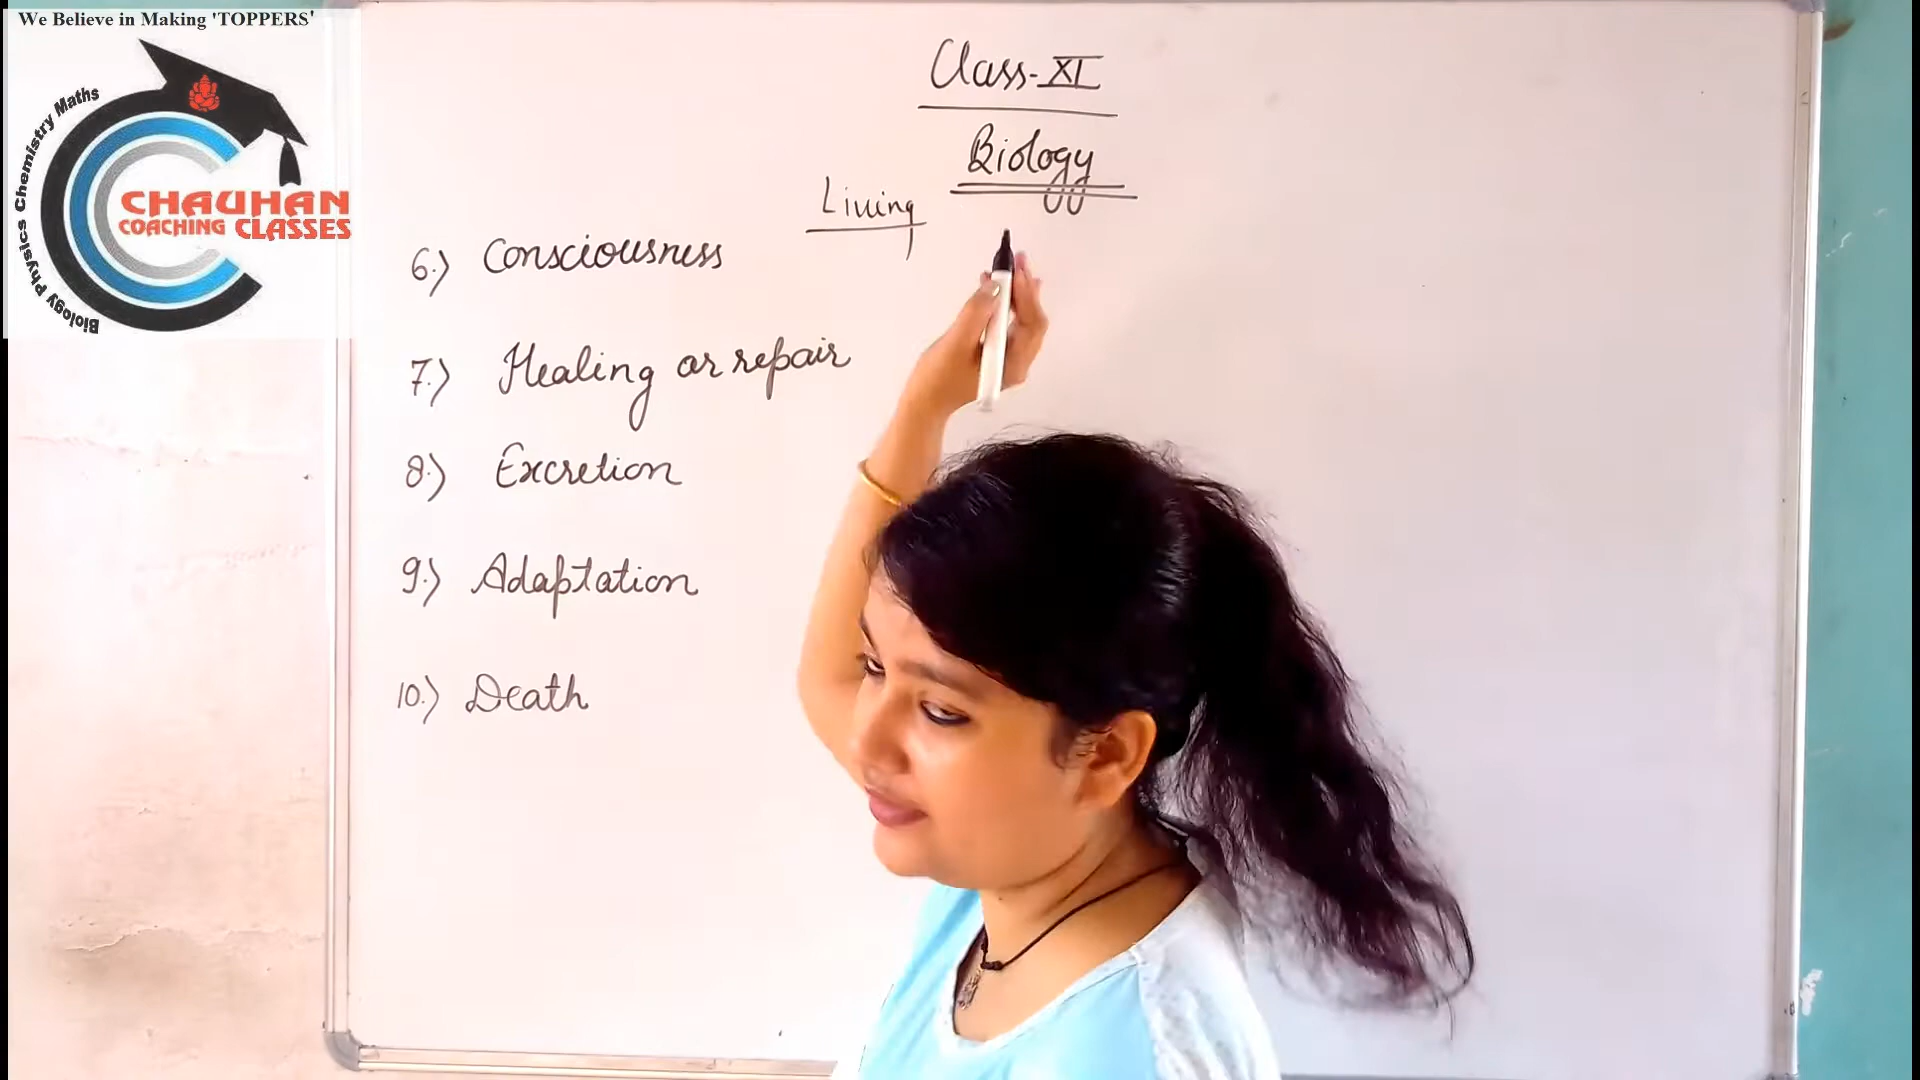 We Believe in Making 'TOPPERS'
Biology Physics Chemistry Maths
CHAUHAN
COACHING CLASSES
Class-XI
Biology
Living
6.) Consciousness
7.) Healing or repair
8.) Excretion
9.) Adaptation
10.) Death